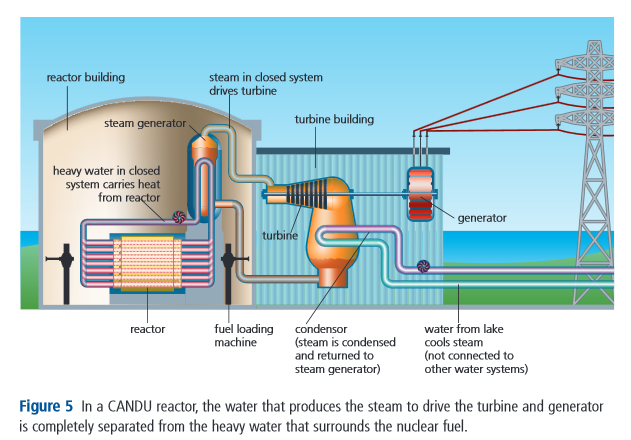 reactor building
steam in closed system
drives turbine
steam generator
turbine building
heavy water in closed
system carries heat
from reactor
turbine
generator
reactor
fuel loading
machine
condensor
(steam is condensed
and returned to
steam generator)
water from lake
cools steam
(not connected to
other water systems)
Figure 5 In a CANDU reactor, the water that produces the steam to drive the turbine and generator
is completely separated from the heavy water that surrounds the nuclear fuel.